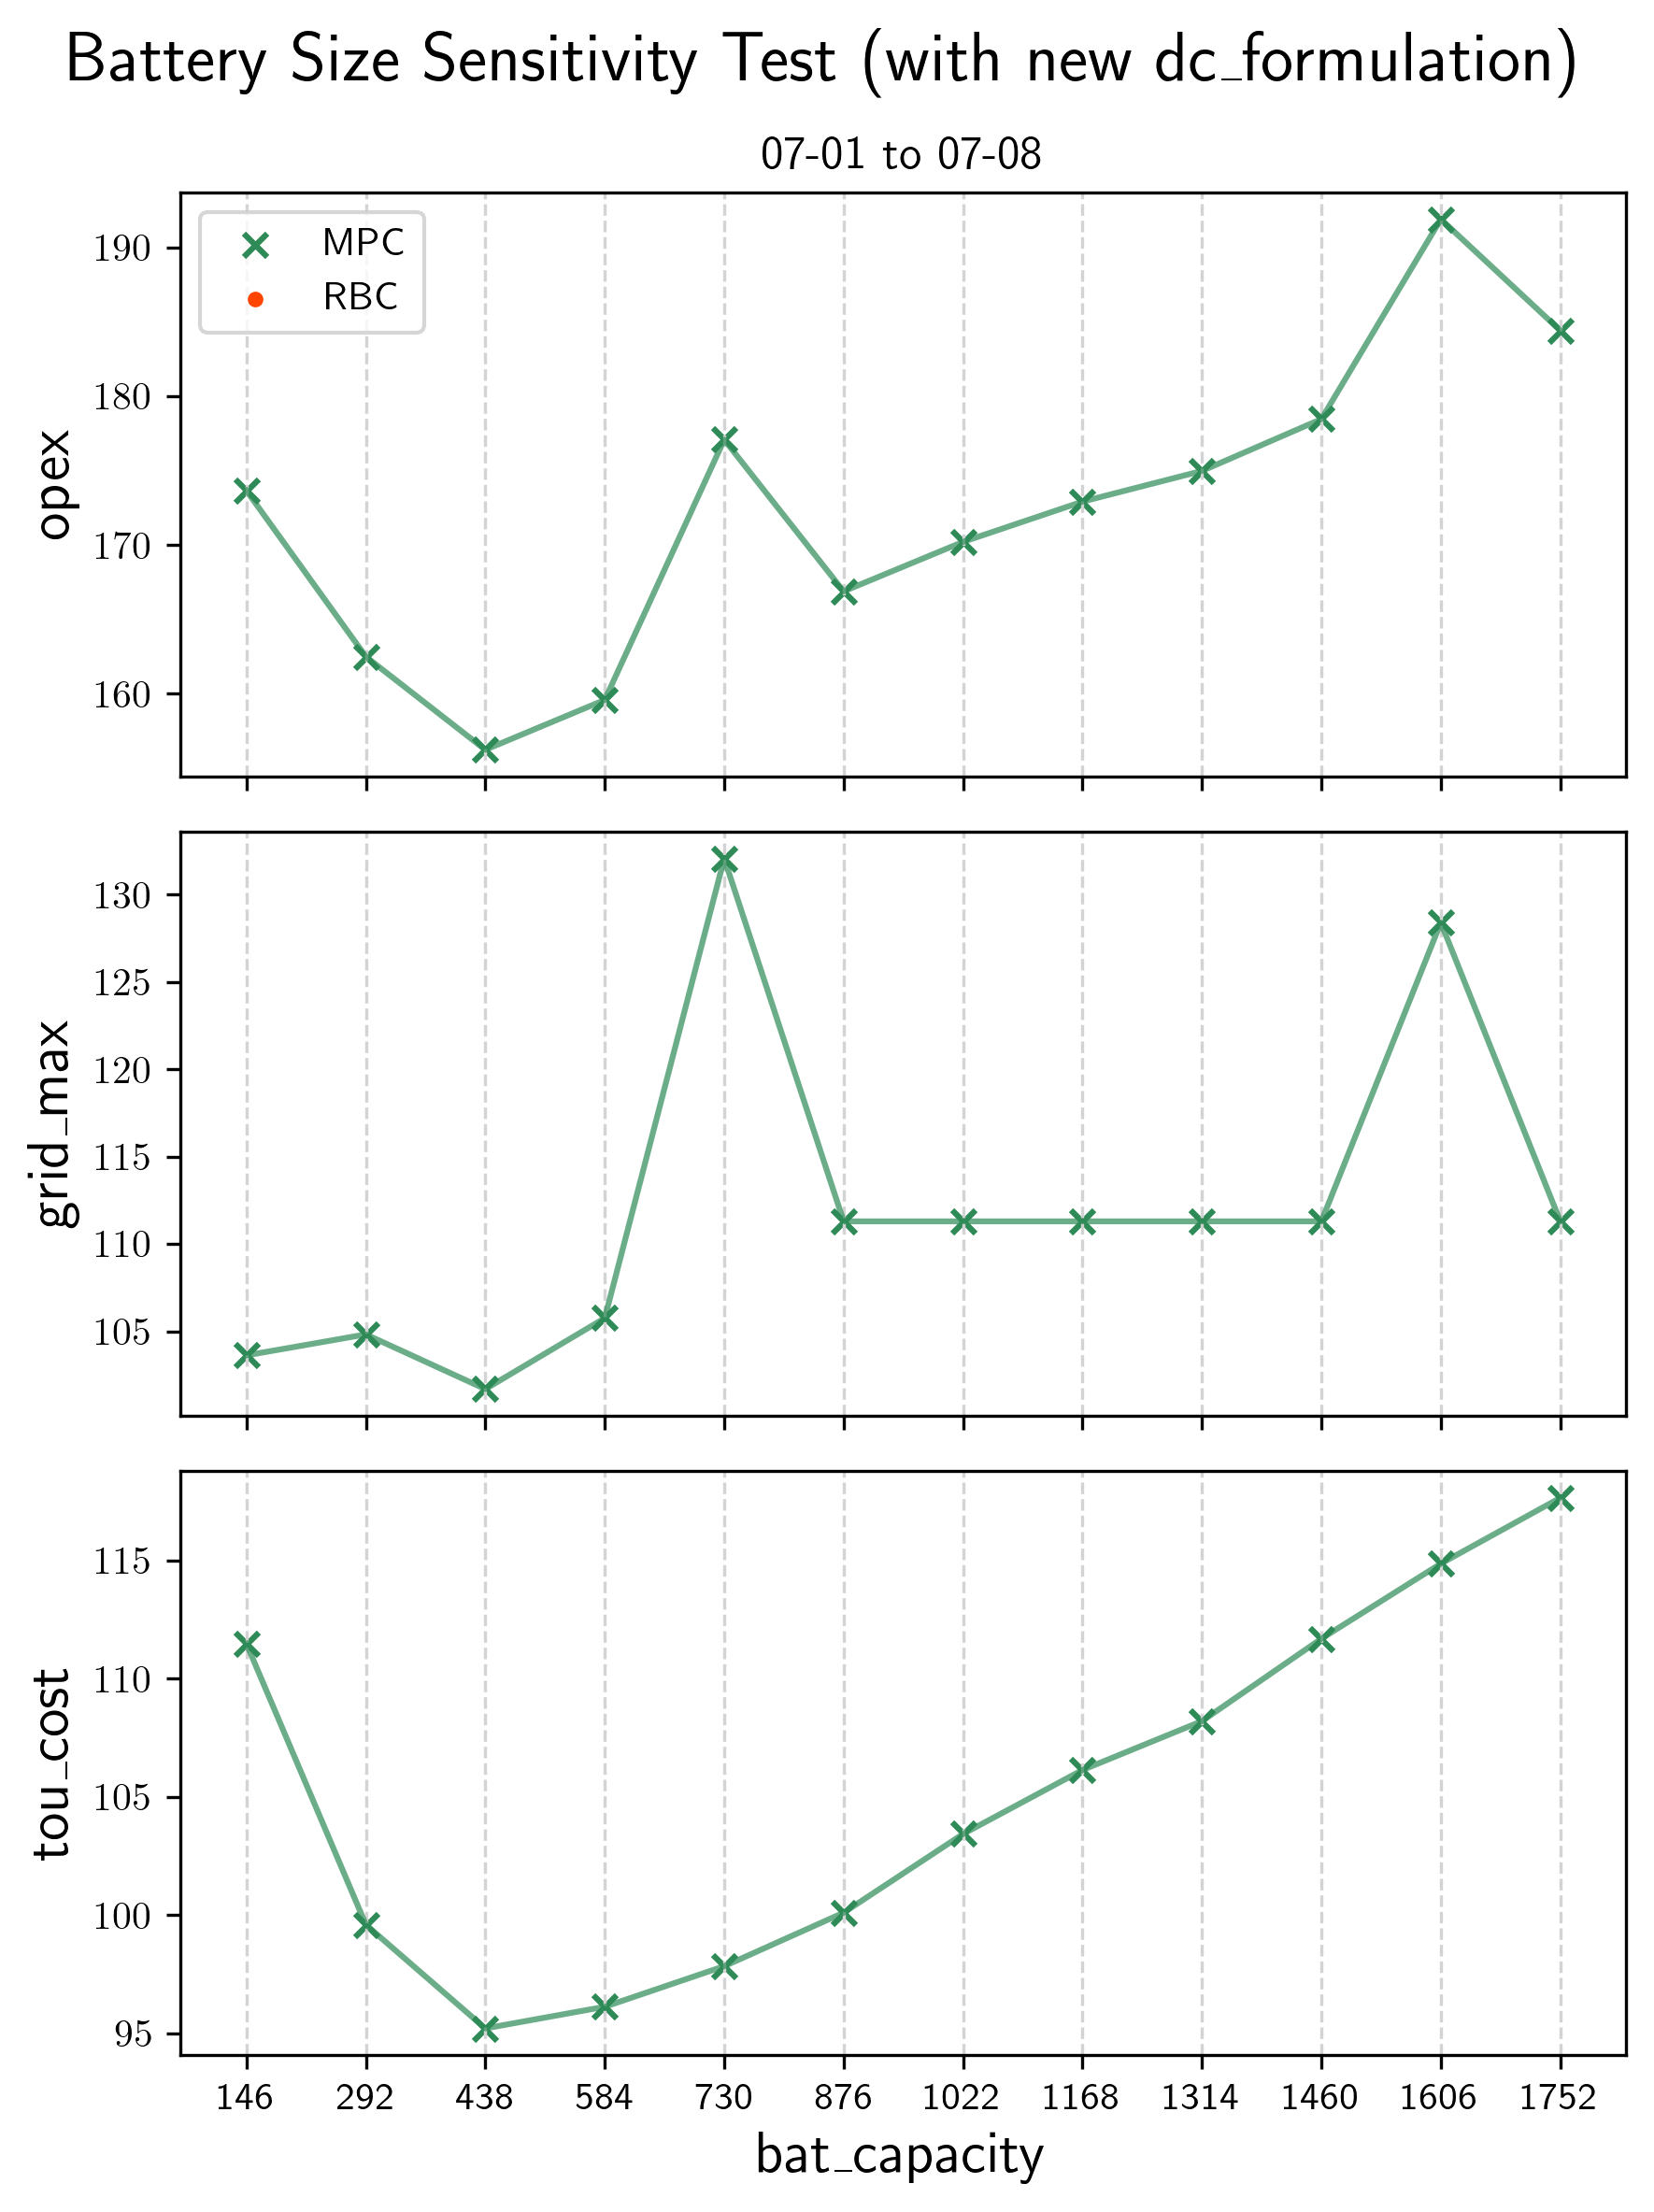 Battery Size Sensitivity Test (with new dc_formulation)
07-01 to 07-08
MPC
RBC
190
180
170
160
opex
130
125
120
115
110
105
grid_max
115
110
105
100
95
tou_cost
146 292 438 584 730 876 1022 1168 1314 1460 1606 1752
bat_capacity